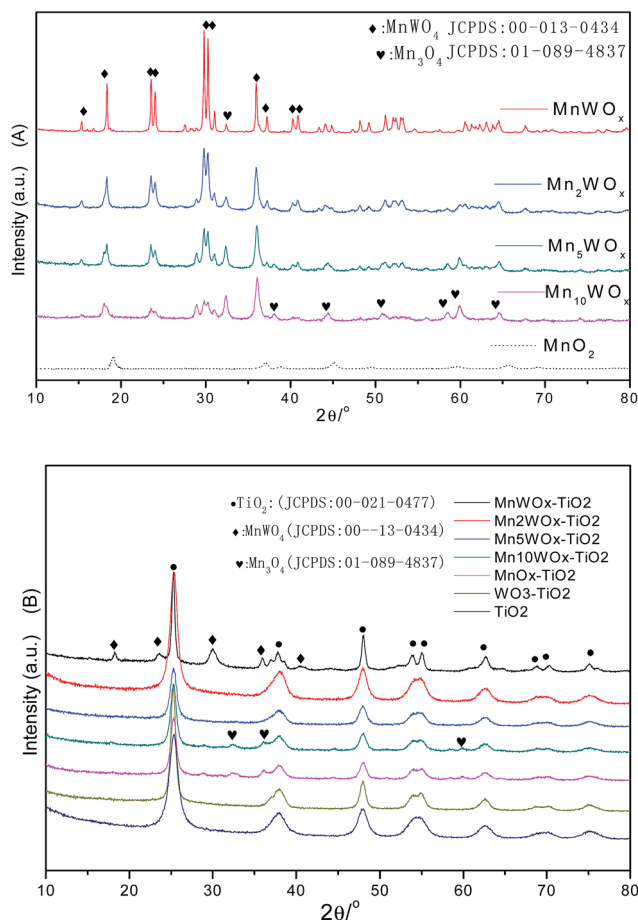 ♦:MnWO₄ JCPDS:00-013-0434
♥:Mn₃O₄ JCPDS:01-089-4837
MnWOₓ
Mn₂WOₓ
Mn₅WOₓ
Mn₁₀WOₓ
MnO₂
Intensity (a.u.) (A)
10 20 30 40 50 60 70 80
2θ/°
●TiO₂:(JCPDS:00-021-0477)
♦:MnWO₄(JCPDS:00--13-0434)
♥:Mn₃O₄(JCPDS:01-089-4837)
MnWOx-TiO2
Mn2WOx-TiO2
Mn5WOx-TiO2
Mn10WOx-TiO2
MnOx-TiO2
WO3-TiO2
TiO2
Intensity (a.u.) (B)
10 20 30 40 50 60 70 80
2θ/°